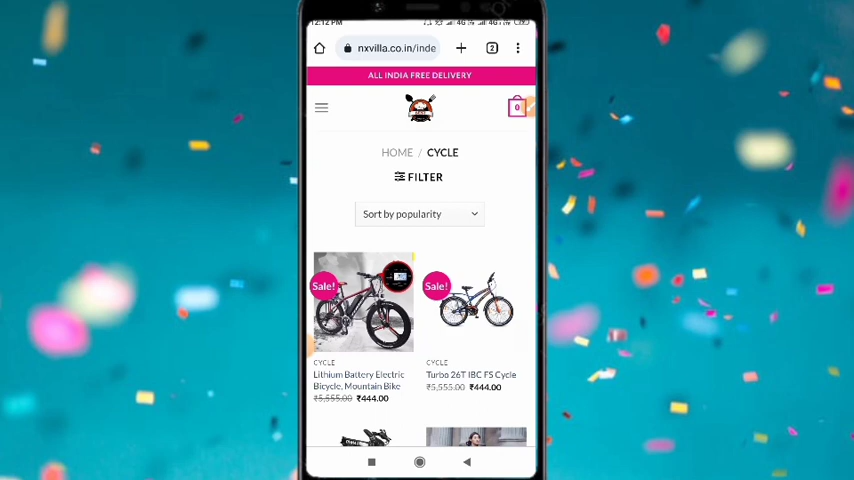 12:12 PM
nxvilla.co.in/inde
2
ALL INDIA FREE DELIVERY
0
HOME / CYCLE
FILTER
Sort by popularity
Sale!
Sale!
CYCLE
Lithium Battery Electric
Bicycle, Mountain Bike
₹5,555.00 ₹444.00
CYCLE
Turbo 26T IBC FS Cycle
₹5,555.00 ₹444.00